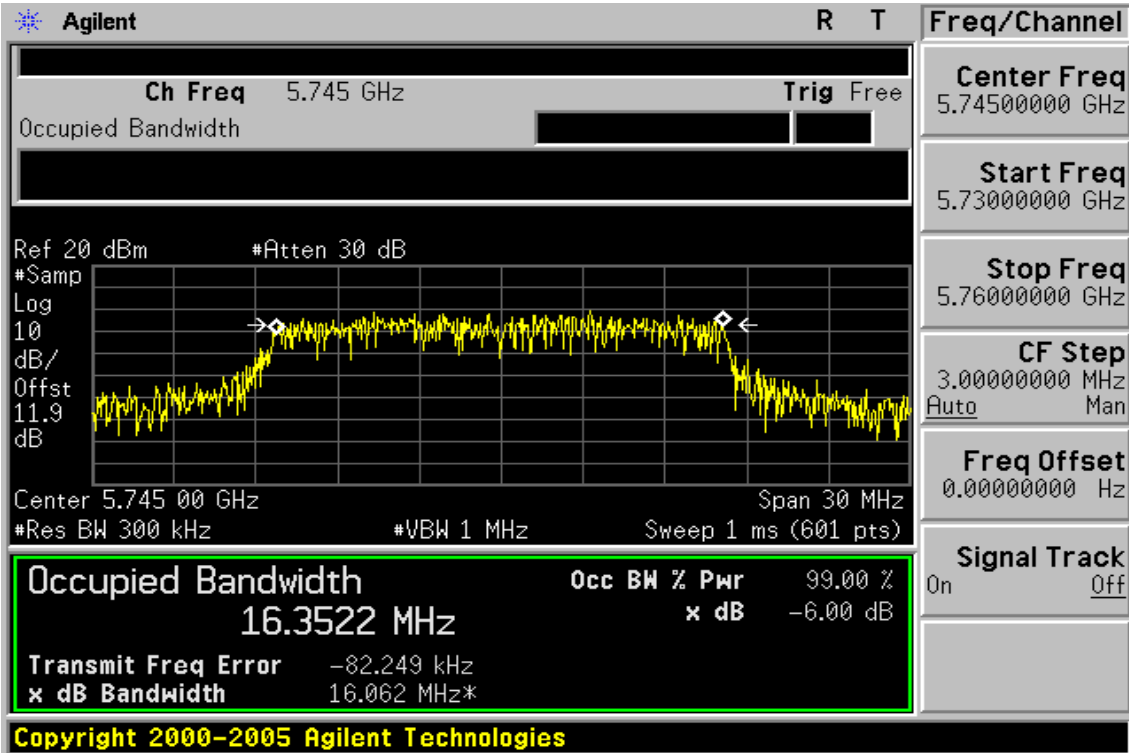 Agilent R T
Ch Freq 5.745 GHz Trig Free
Occupied Bandwidth
Ref 20 dBm #Atten 30 dB
#Samp
Log
10
dB/
Offst
11.9
dB
Center 5.745 00 GHz Span 30 MHz
#Res BW 300 kHz #VBW 1 MHz Sweep 1 ms (601 pts)
Occupied Bandwidth Occ BW % Pwr 99.00 %
16.3522 MHz x dB -6.00 dB
Transmit Freq Error -82.249 kHz
x dB Bandwidth 16.062 MHz*
Copyright 2000-2005 Agilent Technologies
Freq/Channel
Center Freq
5.74500000 GHz
Start Freq
5.73000000 GHz
Stop Freq
5.76000000 GHz
CF Step
3.00000000 MHz
Auto Man
Freq Offset
0.00000000 Hz
Signal Track
On Off